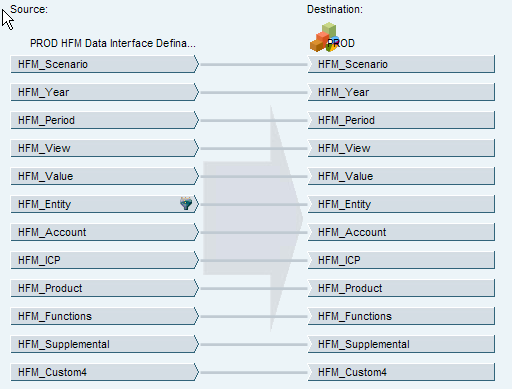 Source: Destination:
PROD HFM Data Interface Defina... PROD
HFM_Scenario HFM_Scenario
HFM_Year HFM_Year
HFM_Period HFM_Period
HFM_View HFM_View
HFM_Value HFM_Value
HFM_Entity HFM_Entity
HFM_Account HFM_Account
HFM_ICP HFM_ICP
HFM_Product HFM_Product
HFM_Functions HFM_Functions
HFM_Supplemental HFM_Supplemental
HFM_Custom4 HFM_Custom4